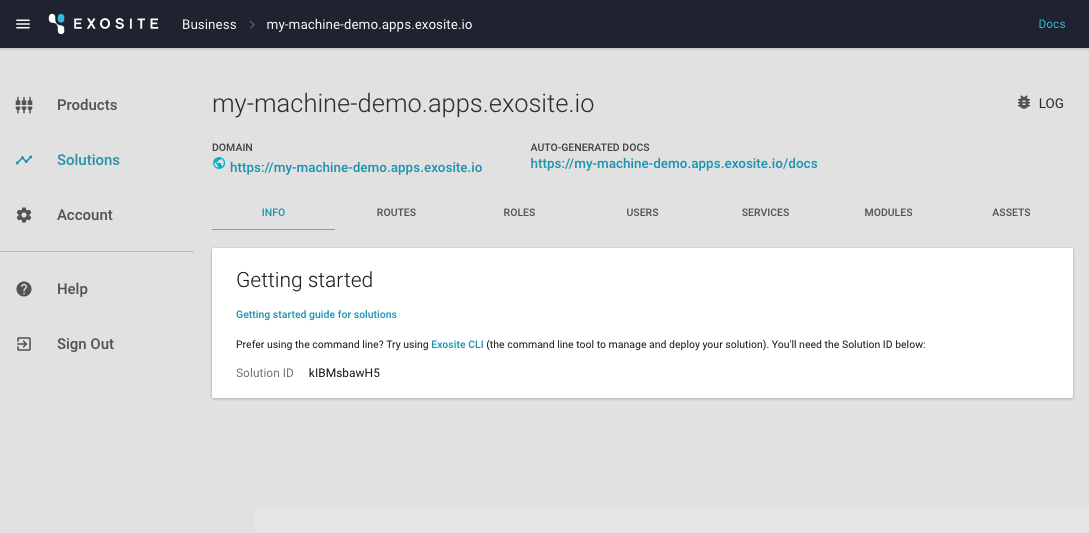 EXOSITE Business > my-machine-demo.apps.exosite.io Docs
Products
Solutions
Account
Help
Sign Out
my-machine-demo.apps.exosite.io LOG
DOMAIN
https://my-machine-demo.apps.exosite.io
AUTO-GENERATED DOCS
https://my-machine-demo.apps.exosite.io/docs
INFO ROUTES ROLES USERS SERVICES MODULES ASSETS
Getting started
Getting started guide for solutions
Prefer using the command line? Try using Exosite CLI (the command line tool to manage and deploy your solution). You'll need the Solution ID below:
Solution ID kIBMsbawH5